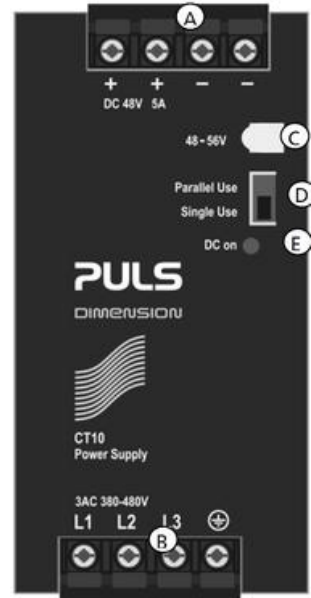 A
+ + – –
DC 48V 5A
48 - 56V C
Parallel Use
D
Single Use
DC on E
PULS
DIMENSION
CT10
Power Supply
3AC 380-480V
L1 L2 L3
B